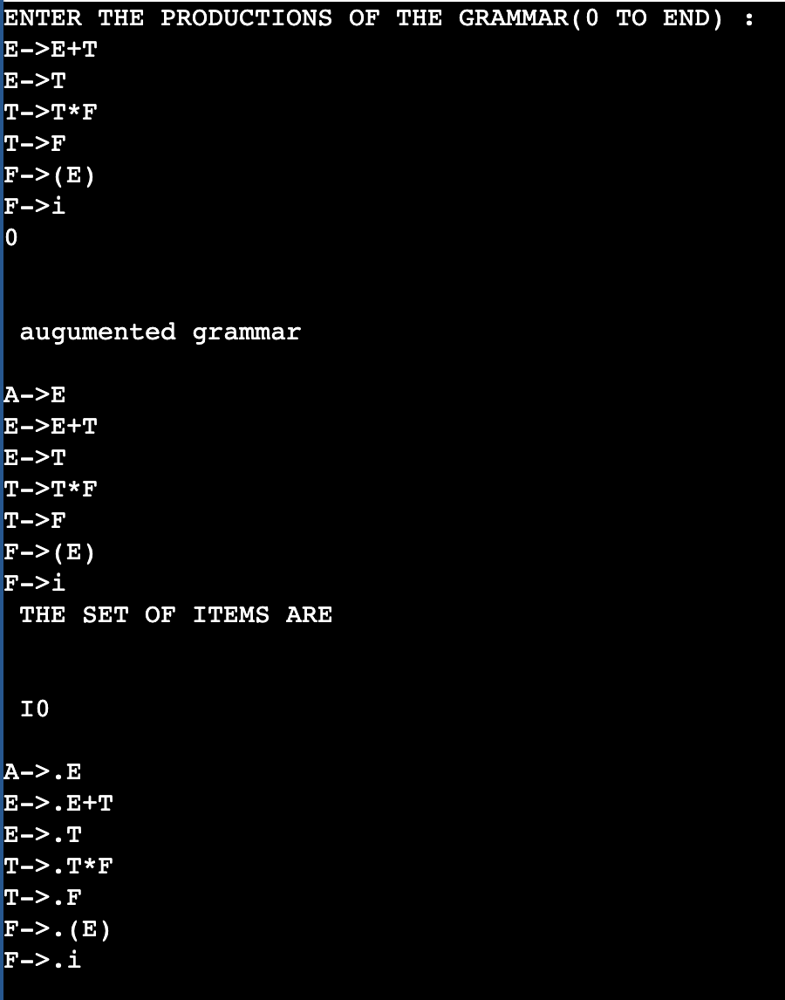 ENTER THE PRODUCTIONS OF THE GRAMMAR(0 TO END) :
E->E+T
E->T
T->T*F
T->F
F->(E)
F->i
0
augumented grammar
A->E
E->E+T
E->T
T->T*F
T->F
F->(E)
F->i
THE SET OF ITEMS ARE
I0
A->.E
E->.E+T
E->.T
T->.T*F
T->.F
F->.(E)
F->.i